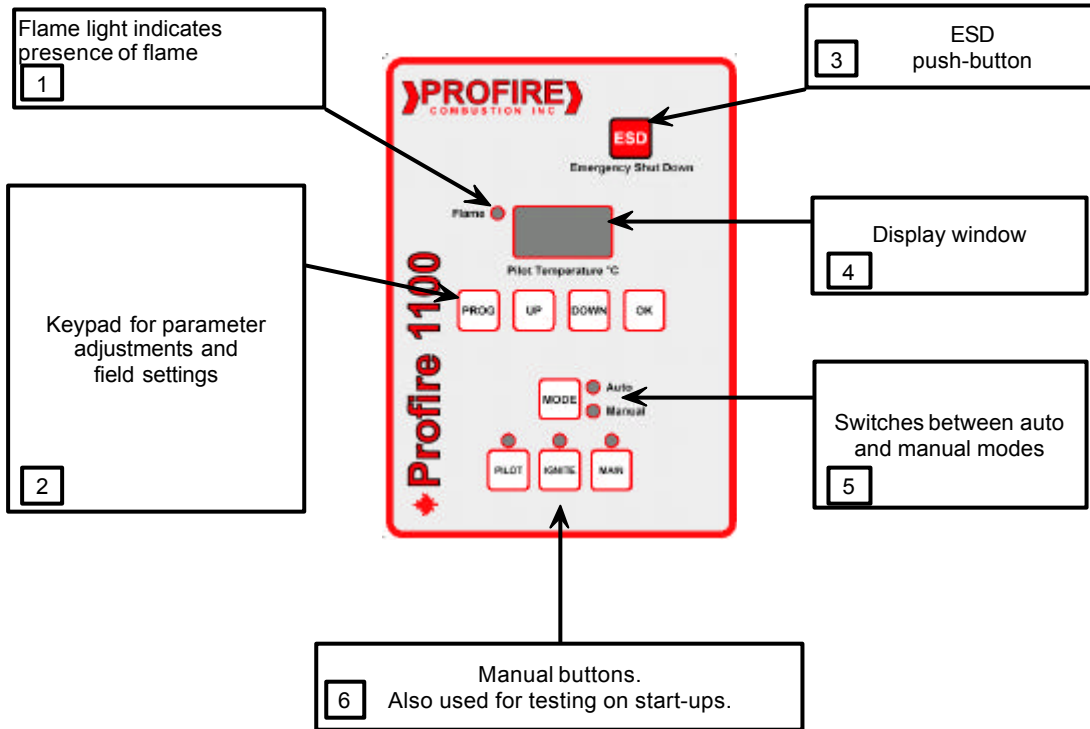 Flame light indicates
presence of flame
1
3
ESD
push-button
PROFIRE
COMBUSTION INC
ESD
Emergency Shut Down
2
Keypad for parameter
adjustments and
field settings
Flame
Pilot Temperature °C
PROG UP DOWN OK
MODE
Auto
Manual
PILOT IGNITE MAIN
Profire 1100
Display window
4
Switches between auto
and manual modes
5
Manual buttons.
6
Also used for testing on start-ups.